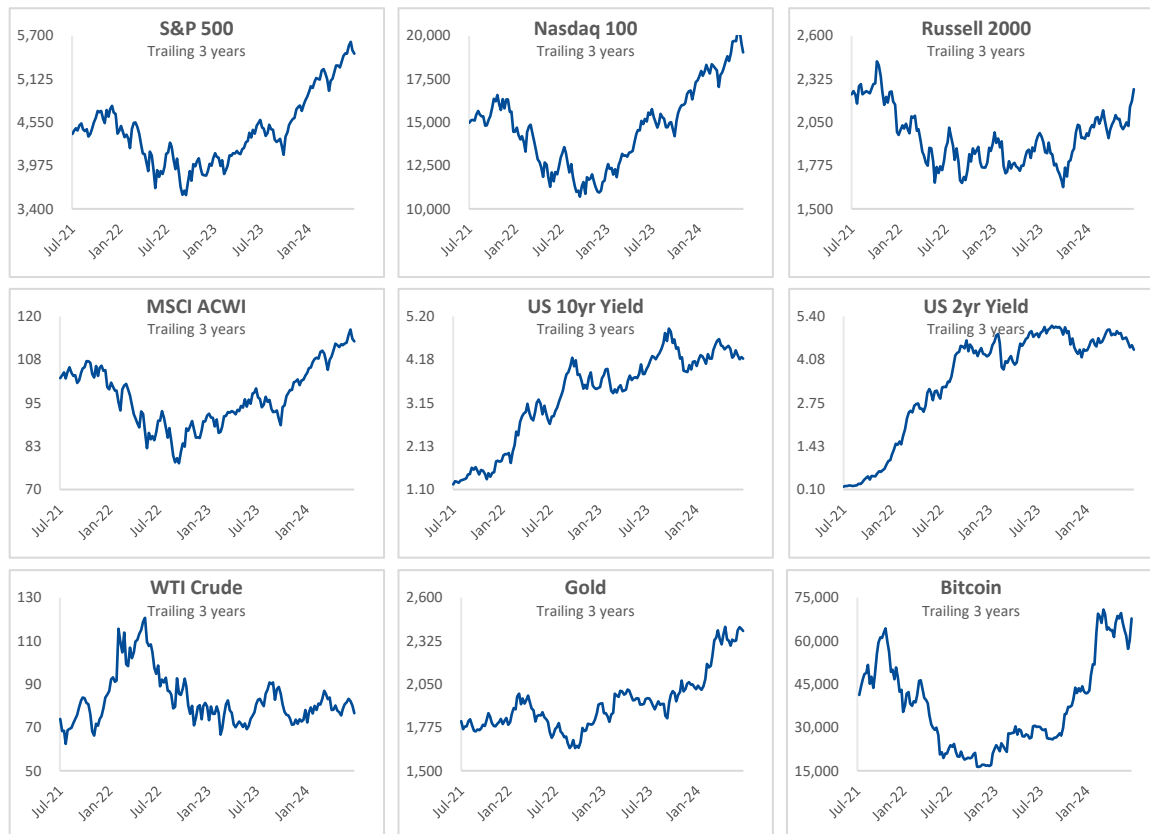 S&P 500
Trailing 3 years
5,700
5,125
4,550
3,975
3,400
Jul-21
Jan-22
Jul-22
Jan-23
Jul-23
Jan-24
Nasdaq 100
Trailing 3 years
20,000
17,500
15,000
12,500
10,000
Jul-21
Jan-22
Jul-22
Jan-23
Jul-23
Jan-24
Russell 2000
Trailing 3 years
2,600
2,325
2,050
1,775
1,500
Jul-21
Jan-22
Jul-22
Jan-23
Jul-23
Jan-24
MSCI ACWI
Trailing 3 years
120
108
95
83
70
Jul-21
Jan-22
Jul-22
Jan-23
Jul-23
Jan-24
US 10yr Yield
Trailing 3 years
5.20
4.18
3.15
2.13
1.10
Jul-21
Jan-22
Jul-22
Jan-23
Jul-23
Jan-24
US 2yr Yield
Trailing 3 years
5.40
4.08
2.75
1.43
0.10
Jul-21
Jan-22
Jul-22
Jan-23
Jul-23
Jan-24
WTI Crude
Trailing 3 years
130
110
90
70
50
Jul-21
Jan-22
Jul-22
Jan-23
Jul-23
Jan-24
Gold
Trailing 3 years
2,600
2,325
2,050
1,775
1,500
Jul-21
Jan-22
Jul-22
Jan-23
Jul-23
Jan-24
Bitcoin
Trailing 3 years
75,000
60,000
45,000
30,000
15,000
Jul-21
Jan-22
Jul-22
Jan-23
Jul-23
Jan-24